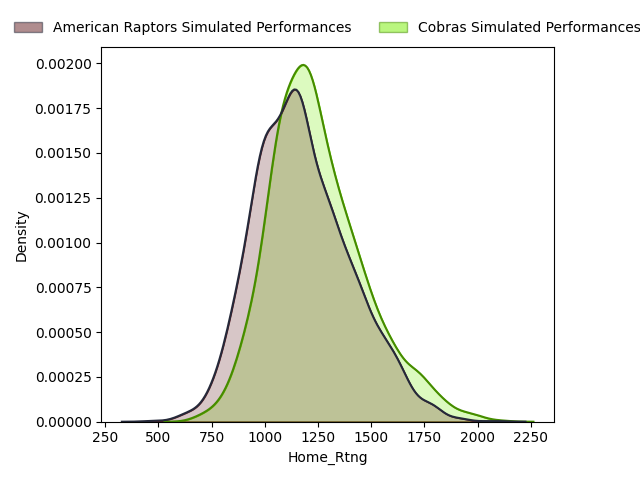 American Raptors Simulated Performances
Cobras Simulated Performances
0.00200
0.00175
0.00150
0.00125
0.00100
0.00075
0.00050
0.00025
0.00000
Density
250 500 750 1000 1250 1500 1750 2000 2250
Home_Rtng